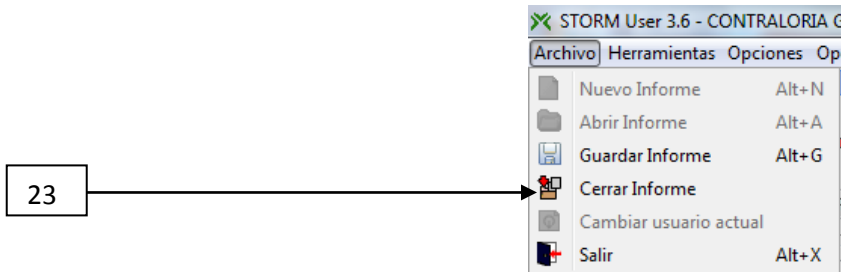 STORM User 3.6 - CONTRALORIA G
Archivo Herramientas Opciones Op
Nuevo Informe Alt+N
Abrir Informe Alt+A
Guardar Informe Alt+G
23 Cerrar Informe
Cambiar usuario actual
Salir Alt+X